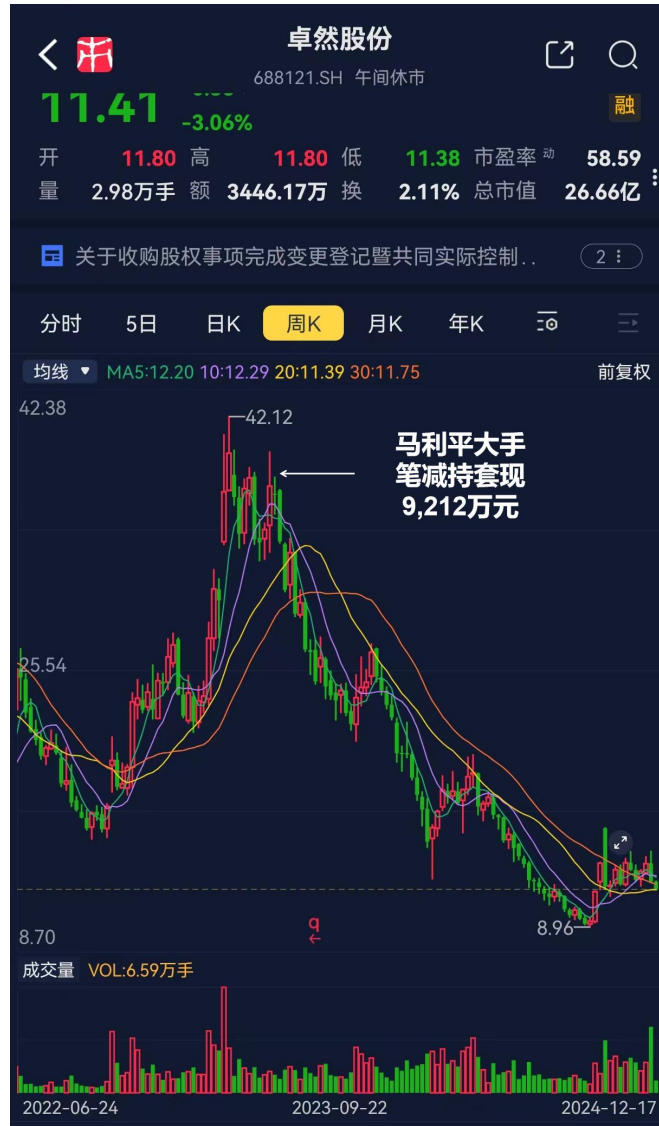 卓然股份
688121.SH 午间休市
11.41
-3.06%
融
开 11.80 高 11.80 低 11.38 市盈率 动 58.59
量 2.98万手 额 3446.17万 换 2.11% 总市值 26.66亿
关于收购股权事项完成变更登记暨共同实际控制..
2
分时 5日 日K 周K 月K 年K
均线 MA5:12.20 10:12.29 20:11.39 30:11.75 前复权
42.38
42.12
马利平大手
笔减持套现
9,212万元
25.54
8.96
8.70
q
成交量 VOL:6.59万手
2022-06-24 2023-09-22 2024-12-17